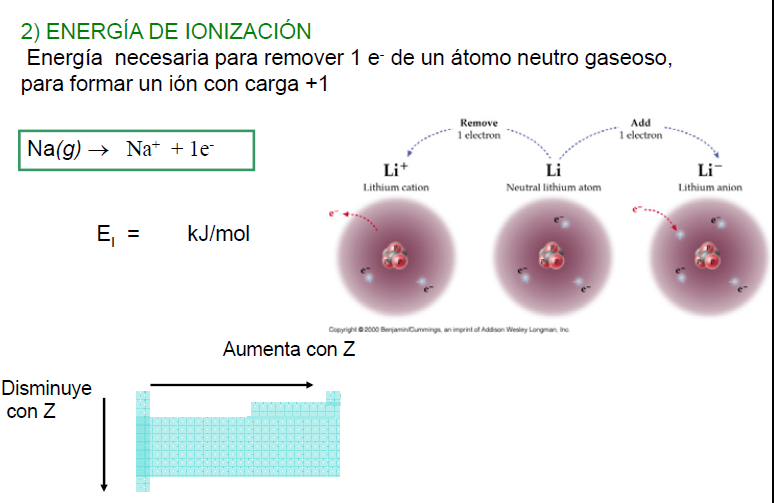 2) ENERGÍA DE IONIZACIÓN
Energía necesaria para remover 1 e- de un átomo neutro gaseoso,
para formar un ión con carga +1
Na(g) → Na+ + 1e-
EI = kJ/mol
Remove
1 electron
Add
1 electron
Li+
Lithium cation
Li
Neutral lithium atom
Li–
Lithium anion
e–
e–
e–
e–
e–
e–
e–
e–
e–
e–
Copyright © 2000 Benjamin/Cummings, an imprint of Addison Wesley Longman, Inc.
Aumenta con Z
Disminuye
con Z